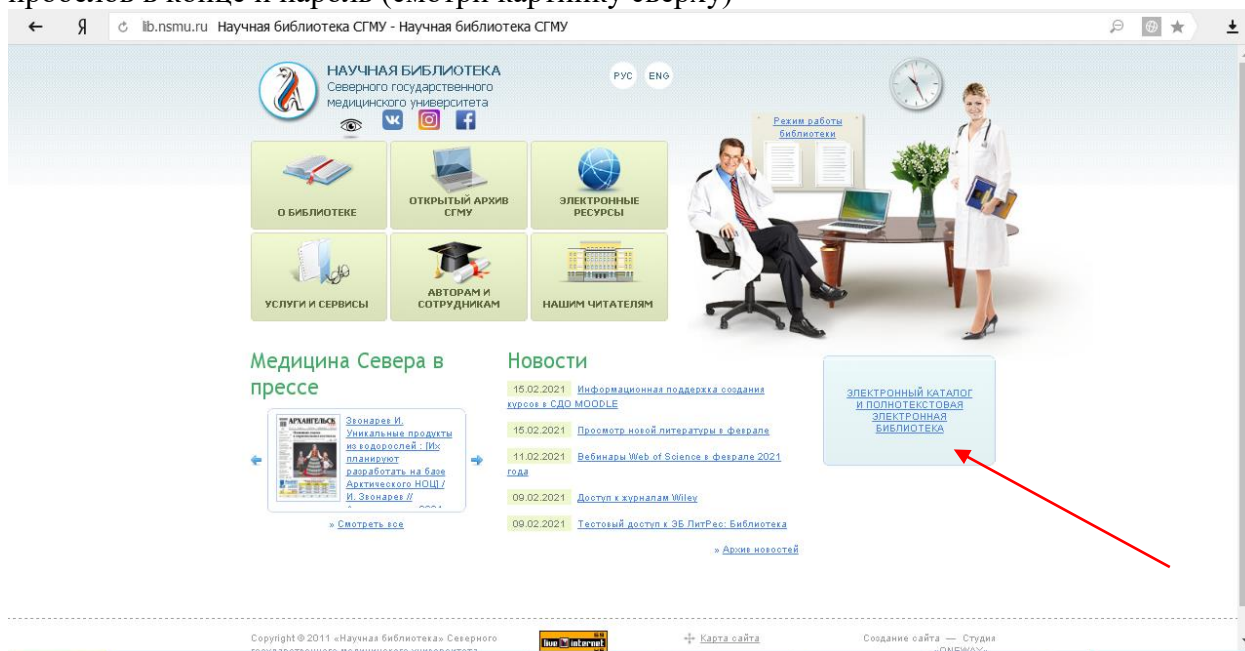 пробелов в конце и пароль (смотри картинку сверху)
Я lib.nsmu.ru Научная библиотека СГМУ - Научная библиотека СГМУ
НАУЧНАЯ БИБЛИОТЕКА
Северного государственного
медицинского университета
РУС ENG
Режим работы
библиотеки
О БИБЛИОТЕКЕ
ОТКРЫТЫЙ АРХИВ
СГМУ
ЭЛЕКТРОННЫЕ
РЕСУРСЫ
УСЛУГИ И СЕРВИСЫ
АВТОРАМ И
СОТРУДНИКАМ
НАШИМ ЧИТАТЕЛЯМ
Медицина Севера в
прессе
АРХАНГЕЛЬСК
Звонарев И.
Уникальные продукты
из водорослей : [Их
планируют
разработать на базе
Арктического НОЦ] /
И. Звонарев //
» Смотреть все
Новости
15.02.2021 Информационная поддержка создания
курсов в СДО MOODLE
15.02.2021 Просмотр новой литературы в феврале
11.02.2021 Вебинары Web of Science в феврале 2021
года
09.02.2021 Доступ к журналам Wiley
09.02.2021 Тестовый доступ к ЭБ ЛитРес: Библиотека
» Архив новостей
ЭЛЕКТРОННЫЙ КАТАЛОГ
И ПОЛНОТЕКСТОВАЯ
ЭЛЕКТРОННАЯ
БИБЛИОТЕКА
Copyright © 2011 «Научная библиотека» Северного
государственного медицинского университета
live internet
Карта сайта
Создание сайта — Студия
«ONEWAY»